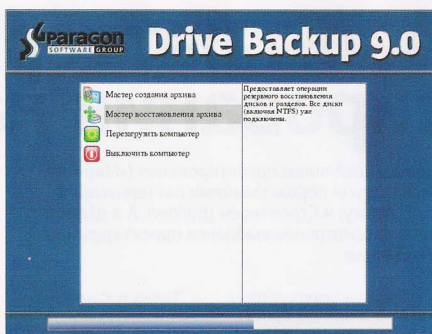 Paragon
SOFTWARE GROUP
Drive Backup 9.0
Мастер создания архива
Мастер восстановления архива
Перезагрузить компьютер
Выключить компьютер
Предоставляет операции
резервного восстановления
дисков и разделов. Все диски
(включая NTFS) уже
подключены.